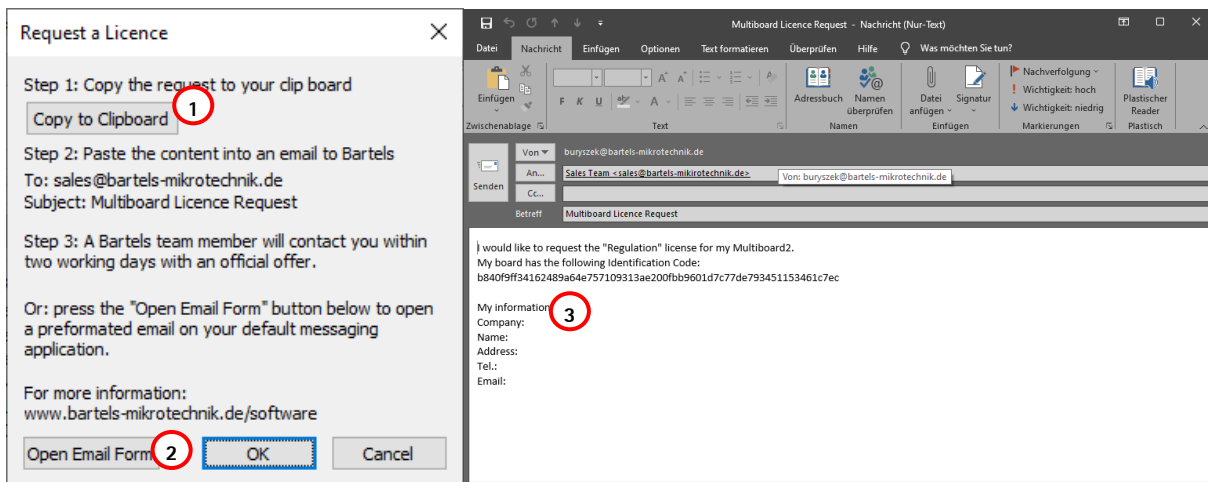 Request a Licence
Step 1: Copy the request to your clip board
1
Copy to Clipboard
Step 2: Paste the content into an email to Bartels
To: sales@bartels-mikrotechnik.de
Subject: Multiboard Licence Request
Step 3: A Bartels team member will contact you within
two working days with an official offer.
Or: press the "Open Email Form" button below to open
a preformated email on your default messaging
application.
For more information:
www.bartels-mikrotechnik.de/software
Open Email Form
2
OK
Cancel
Multiboard Licence Request - Nachricht (Nur-Text)
Datei Nachricht Einfügen Optionen Text formatieren Überprüfen Hilfe Was möchten Sie tun?
Einfügen
F K U
A
Adressbuch
Namen
überprüfen
Datei
anfügen
Signatur
Nachverfolgung
Wichtigkeit: hoch
Wichtigkeit: niedrig
Plastischer
Reader
Zwischenablage Text Namen Einfügen Markierungen Plastisch
Senden
Von buryszek@bartels-mikrotechnik.de
An... Sales Team <sales@bartels-mikirotechnik.de>
Von: buryszek@bartels-mikrotechnik.de
Cc...
Betreff Multiboard Licence Request
I would like to request the "Regulation" license for my Multiboard2.
My board has the following Identification Code:
b840f9ff34162489a64e757109313ae200fbb9601d7c77de793451153461c7ec
My information
3
Company:
Name:
Address:
Tel.:
Email: